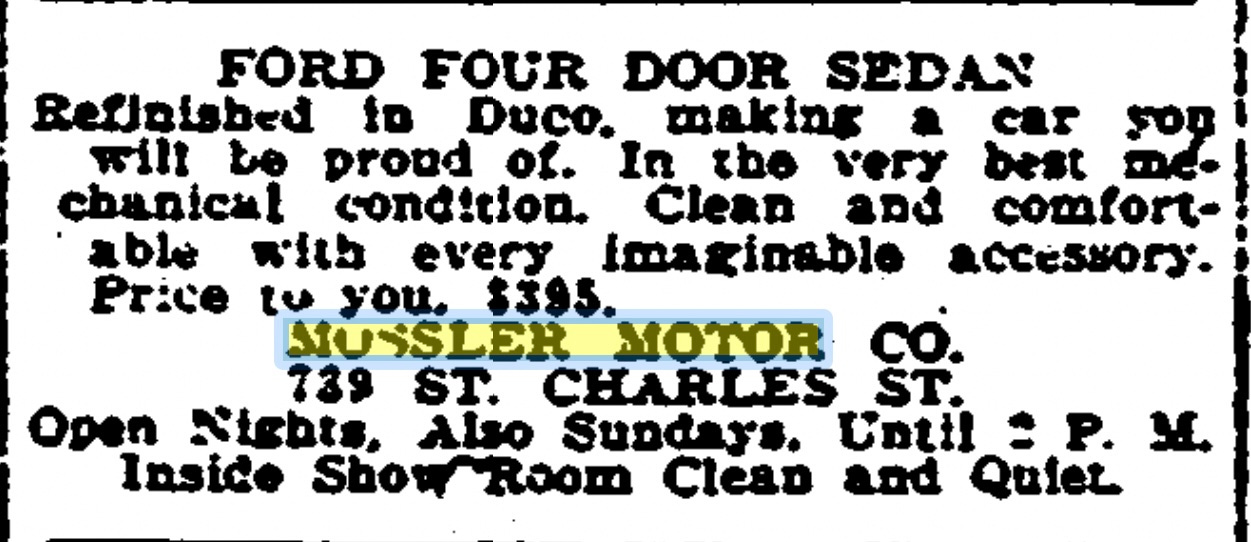 FORD FOUR DOOR SEDAN
Refinished in Duco, making a car you
will be proud of. In the very best me-
chanical condition. Clean and comfort-
able with every imaginable accessory.
Price to you, $395.
MUSSLER MOTOR CO.
739 ST. CHARLES ST.
Open Nights, Also Sundays, Until P. M.
Inside Show Room Clean and Quiet